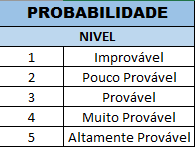 PROBABILIDADE
NIVEL
1 Improvável
2 Pouco Provável
3 Provável
4 Muito Provável
5 Altamente Provável